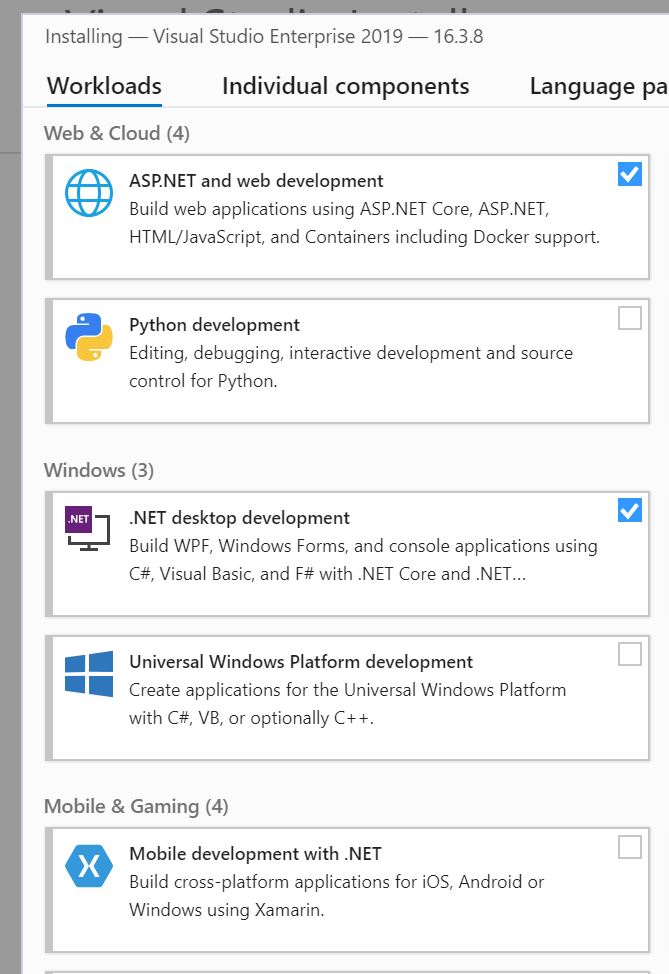 Installing — Visual Studio Enterprise 2019 — 16.3.8
Workloads Individual components Language pa
Web & Cloud (4)
ASP.NET and web development
Build web applications using ASP.NET Core, ASP.NET,
HTML/JavaScript, and Containers including Docker support.
Python development
Editing, debugging, interactive development and source
control for Python.
Windows (3)
.NET
.NET desktop development
Build WPF, Windows Forms, and console applications using
C#, Visual Basic, and F# with .NET Core and .NET...
Universal Windows Platform development
Create applications for the Universal Windows Platform
with C#, VB, or optionally C++.
Mobile & Gaming (4)
Mobile development with .NET
Build cross-platform applications for iOS, Android or
Windows using Xamarin.